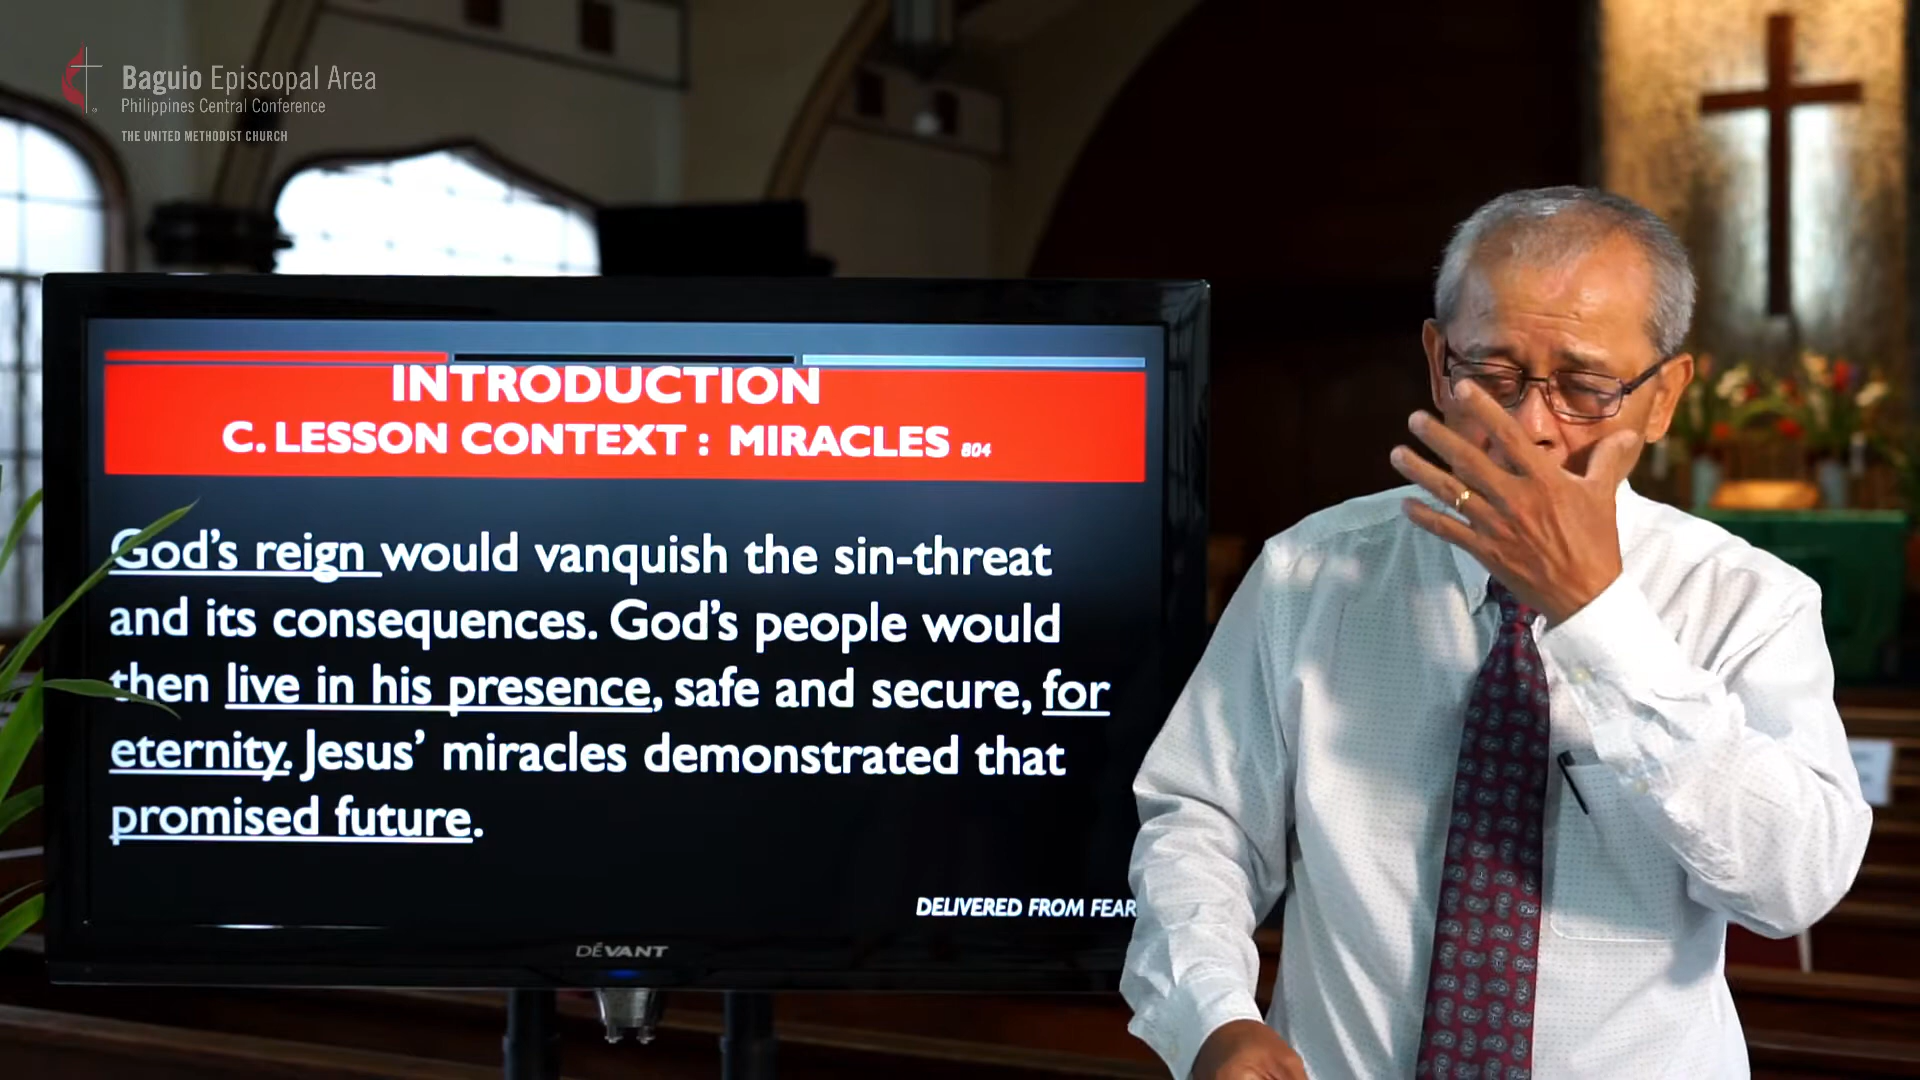 Baguio Episcopal Area
Philippines Central Conference
THE UNITED METHODIST CHURCH
INTRODUCTION
C. LESSON CONTEXT : MIRACLES 804
God's reign would vanquish the sin-threat
and its consequences. God's people would
then live in his presence, safe and secure, for
eternity. Jesus' miracles demonstrated that
promised future.
DELIVERED FROM FEAR
DEVANT